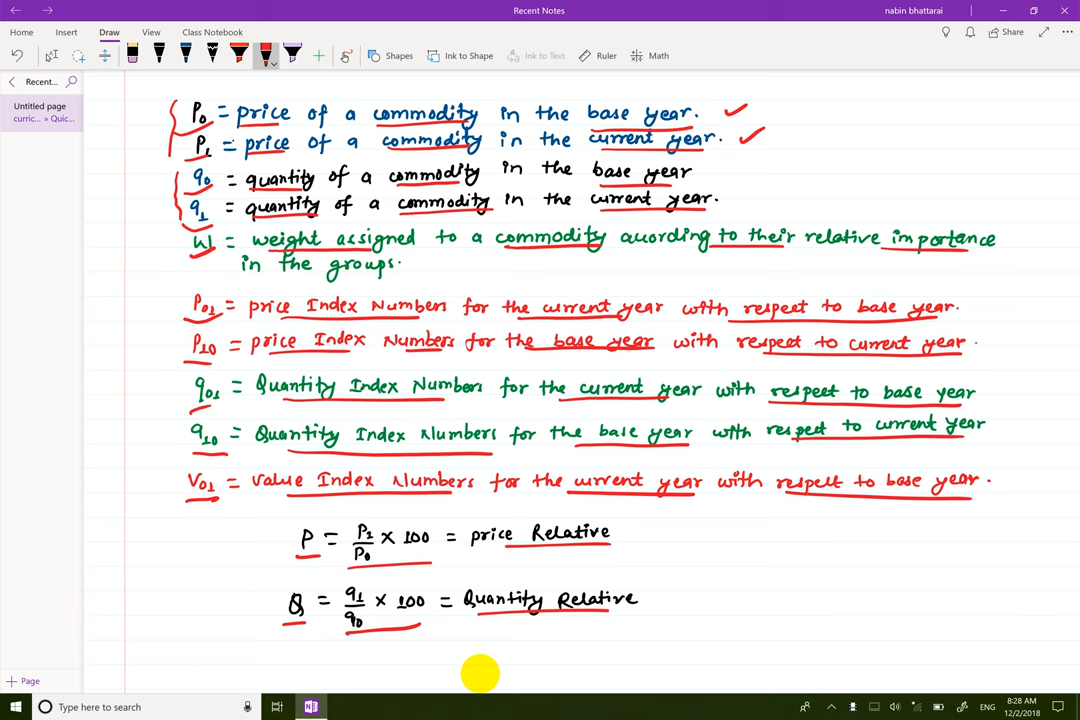 Recent Notes
nabin bhattarai
Home Insert Draw View Class Notebook Share
Shapes Ink to Shape Ink to Text Ruler Math
Recent...
Untitled page
curric... » Quic...
P₀ = price of a commodity in the base year.
P₁ = price of a commodity in the current year.
q₀ = quantity of a commodity in the base year
q₁ = quantity of a commodity in the current year.
W = weight assigned to a commodity auording to their relative importance
in the groups.
P₀₁ = price Index Numbers for the current year with respect to base year.
P₁₀ = price Index Numbers for the base year with respect to current year.
q₀₁ = Quantity Index Numbers for the current year with respect to base year
q₁₀ = Quantity Index Numbers for the base year with respect to current year
V₀₁ = value Index Numbers for the current year with respect to base year.
P = P₁/P₀ × 100 = price Relative
Q = q₁/q₀ × 100 = Quantity Relative
+ Page
Type here to search
ENG
8:28 AM
12/2/2018